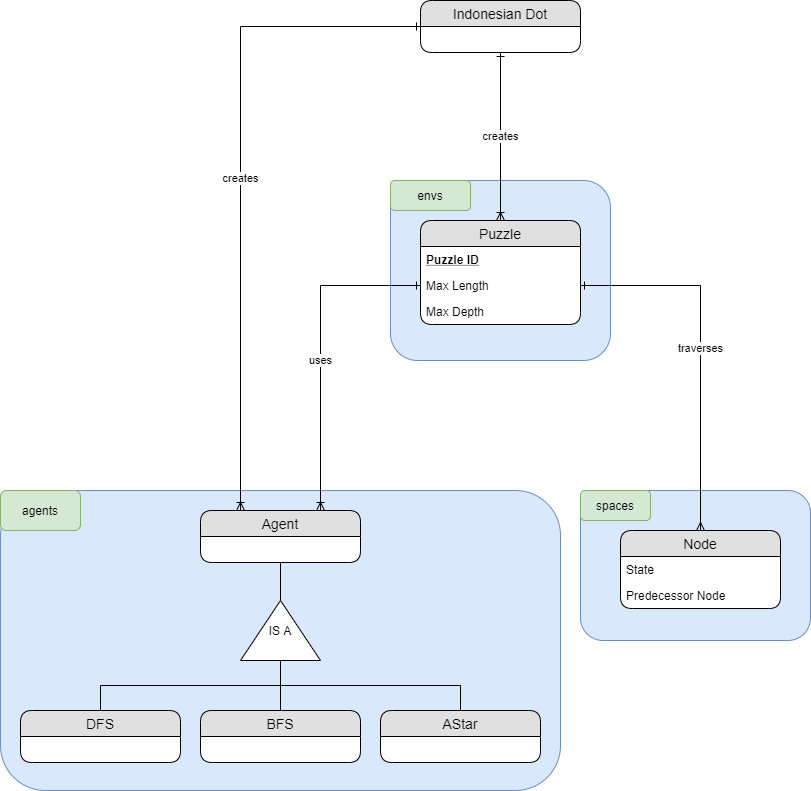 Indonesian Dot
creates
creates
envs
Puzzle
Puzzle ID
Max Length
Max Depth
uses
traverses
agents
Agent
spaces
Node
State
Predecessor Node
IS A
DFS
BFS
AStar